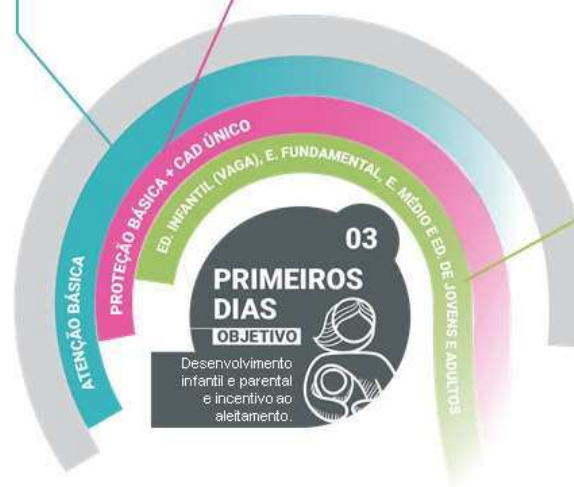 ATENÇÃO BÁSICA
PROTEÇÃO BÁSICA + CAD ÚNICO
ED. INFANTIL (VAGA), E. FUNDAMENTAL, E. MÉDIO E ED. DE JOVENS E ADULTOS
03
PRIMEIROS
DIAS
OBJETIVO
Desenvolvimento
infantil e parental
e incentivo ao
aleitamento.